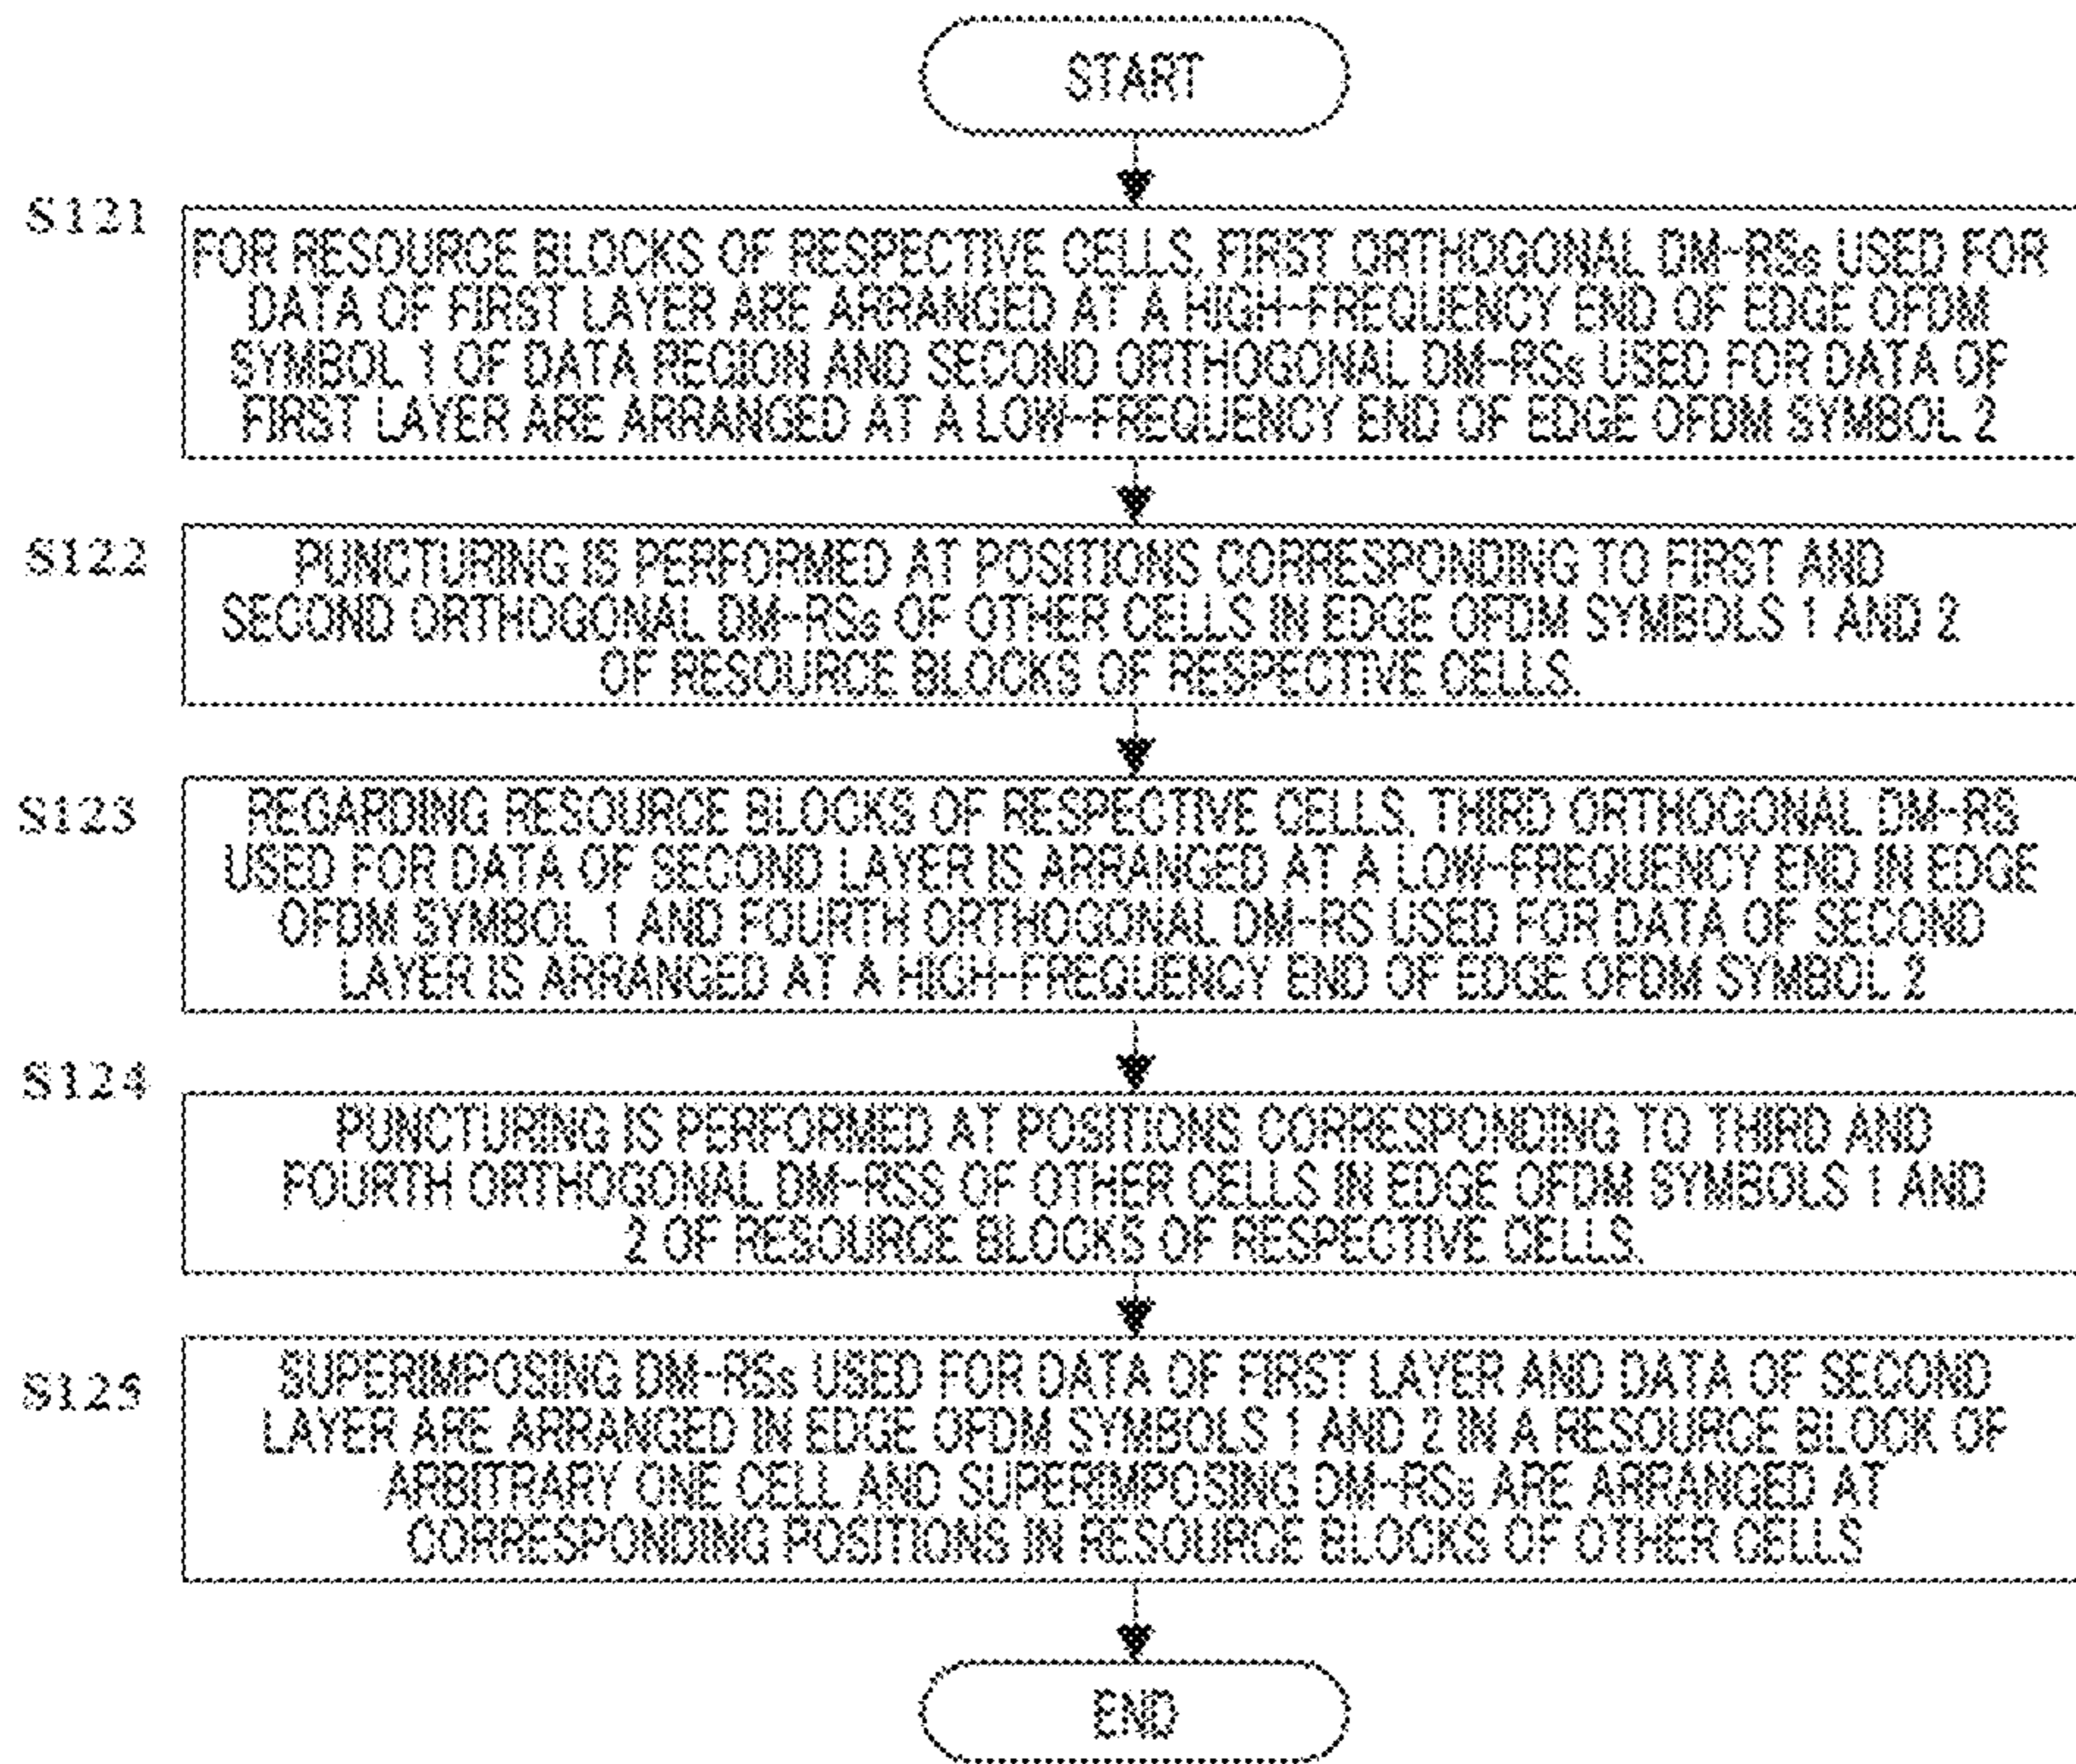 START
S121
FOR RESOURCE BLOCKS OF RESPECTIVE CELLS, FIRST ORTHOGONAL DM-RSs USED FOR
DATA OF FIRST LAYER ARE ARRANGED AT A HIGH-FREQUENCY END OF EDGE OFDM
SYMBOL 1 OF DATA REGION AND SECOND ORTHOGONAL DM-RSs USED FOR DATA OF
FIRST LAYER ARE ARRANGED AT A LOW-FREQUENCY END OF EDGE OFDM SYMBOL 2
S122
PUNCTURING IS PERFORMED AT POSITIONS CORRESPONDING TO FIRST AND
SECOND ORTHOGONAL DM-RSs OF OTHER CELLS IN EDGE OFDM SYMBOLS 1 AND 2
OF RESOURCE BLOCKS OF RESPECTIVE CELLS.
S123
REGARDING RESOURCE BLOCKS OF RESPECTIVE CELLS, THIRD ORTHOGONAL DM-RS
USED FOR DATA OF SECOND LAYER IS ARRANGED AT A LOW-FREQUENCY END IN EDGE
OFDM SYMBOL 1 AND FOURTH ORTHOGONAL DM-RS USED FOR DATA OF SECOND
LAYER IS ARRANGED AT A HIGH-FREQUENCY END OF EDGE OFDM SYMBOL 2
S124
PUNCTURING IS PERFORMED AT POSITIONS CORRESPONDING TO THIRD AND
FOURTH ORTHOGONAL DM-RSS OF OTHER CELLS IN EDGE OFDM SYMBOLS 1 AND
2 OF RESOURCE BLOCKS OF RESPECTIVE CELLS.
S125
SUPERIMPOSING DM-RSs USED FOR DATA OF FIRST LAYER AND DATA OF SECOND
LAYER ARE ARRANGED IN EDGE OFDM SYMBOLS 1 AND 2 IN A RESOURCE BLOCK OF
ARBITRARY ONE CELL AND SUPERIMPOSING DM-RSs ARE ARRANGED AT
CORRESPONDING POSITIONS IN RESOURCE BLOCKS OF OTHER CELLS
END